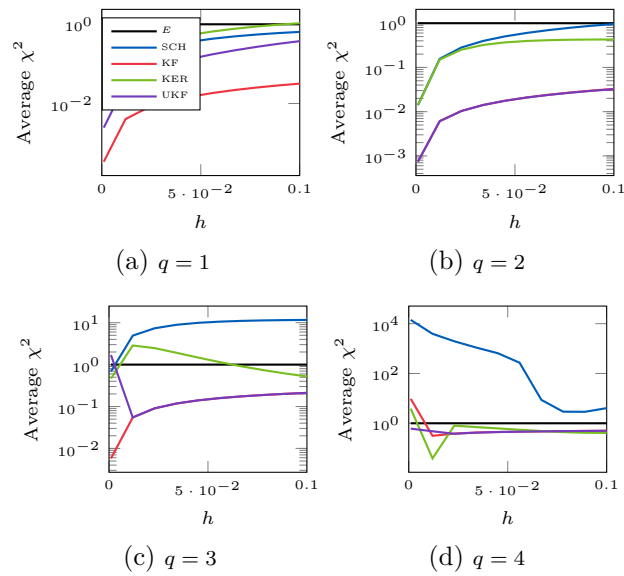 10^0
10^{-2}
Average χ^2
E
SCH
KF
KER
UKF
0
5 · 10^{-2}
0.1
h
(a) q = 1
10^0
10^{-1}
10^{-2}
10^{-3}
Average χ^2
0
5 · 10^{-2}
0.1
h
(b) q = 2
10^1
10^0
10^{-1}
10^{-2}
Average χ^2
0
5 · 10^{-2}
0.1
h
(c) q = 3
10^4
10^2
10^0
Average χ^2
0
5 · 10^{-2}
0.1
h
(d) q = 4